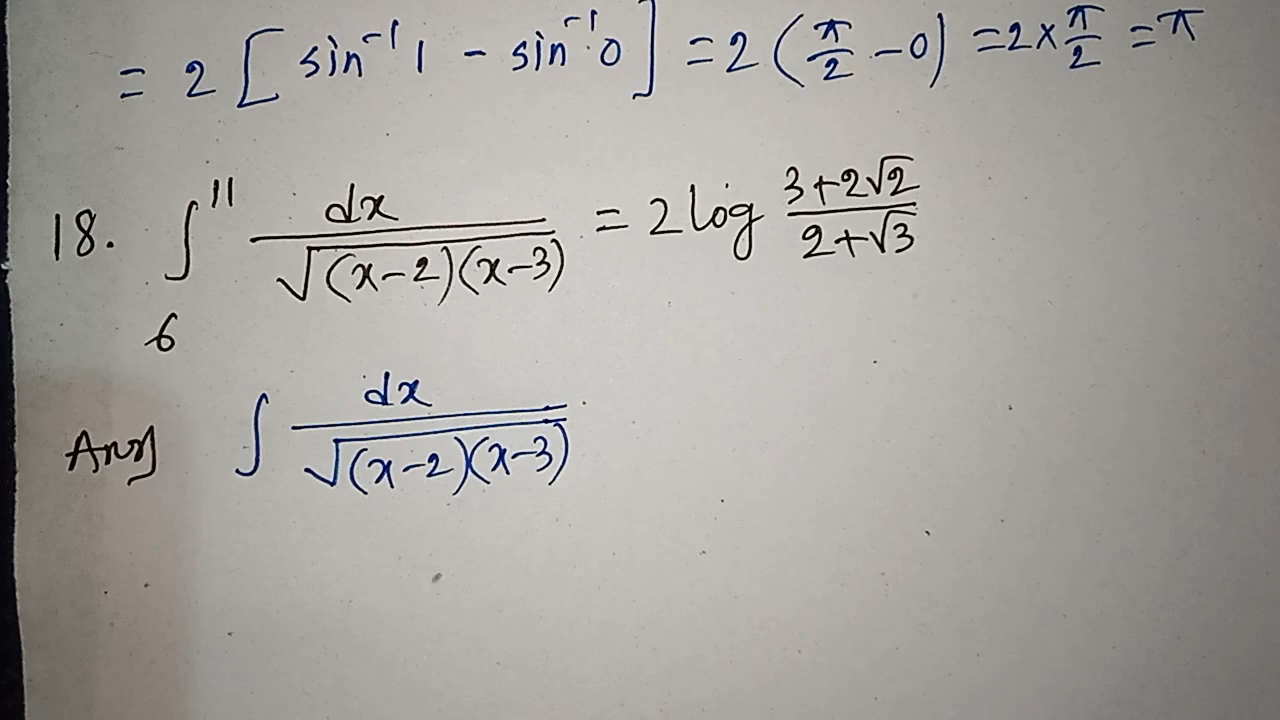 = 2 [ sin⁻¹ 1 - sin⁻¹ 0 ] = 2 (π/2 - 0) = 2 × π/2 = π
18. ∫₆¹¹ dx/√((x-2)(x-3)) = 2 log (3+2√2)/(2+√3)
Ans ∫ dx/√((x-2)(x-3))